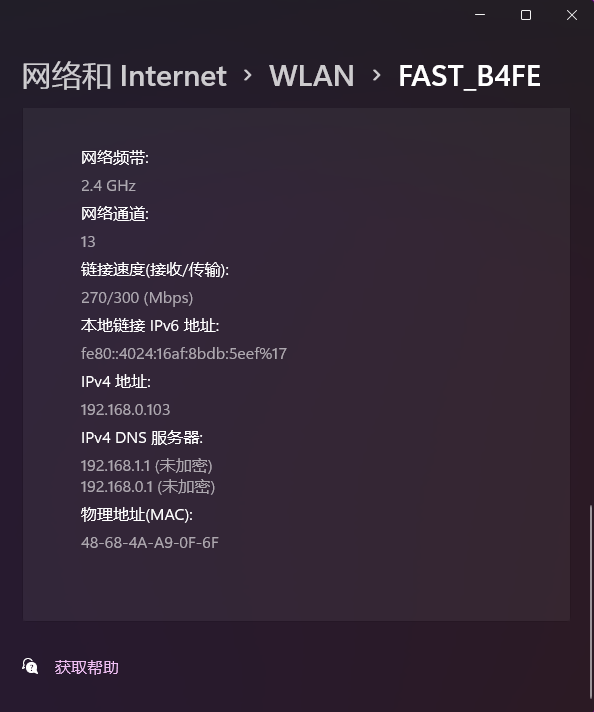 网络和 Internet › WLAN › FAST_B4FE
网络频带:
2.4 GHz
网络通道:
13
链接速度(接收/传输):
270/300 (Mbps)
本地链接 IPv6 地址:
fe80::4024:16af:8bdb:5eef%17
IPv4 地址:
192.168.0.103
IPv4 DNS 服务器:
192.168.1.1 (未加密)
192.168.0.1 (未加密)
物理地址(MAC):
48-68-4A-A9-0F-6F
获取帮助